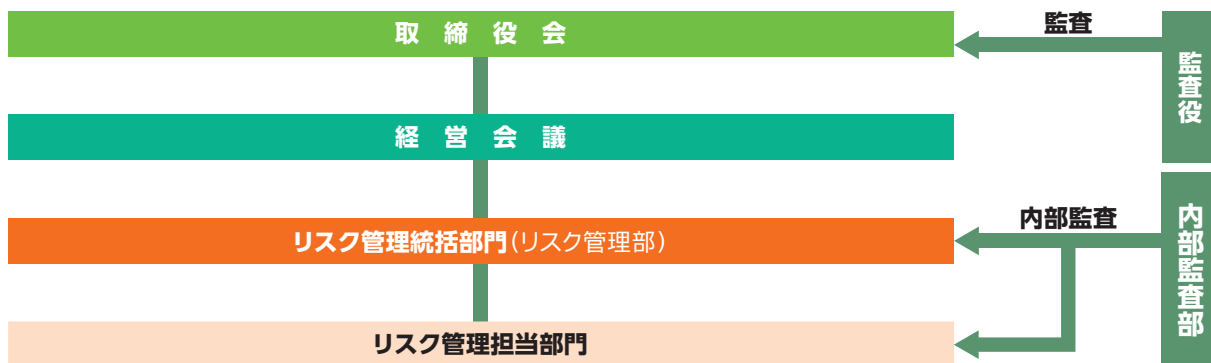 取締役会
監査
監査役
経営会議
リスク管理統括部門(リスク管理部)
内部監査
内部監査部
リスク管理担当部門